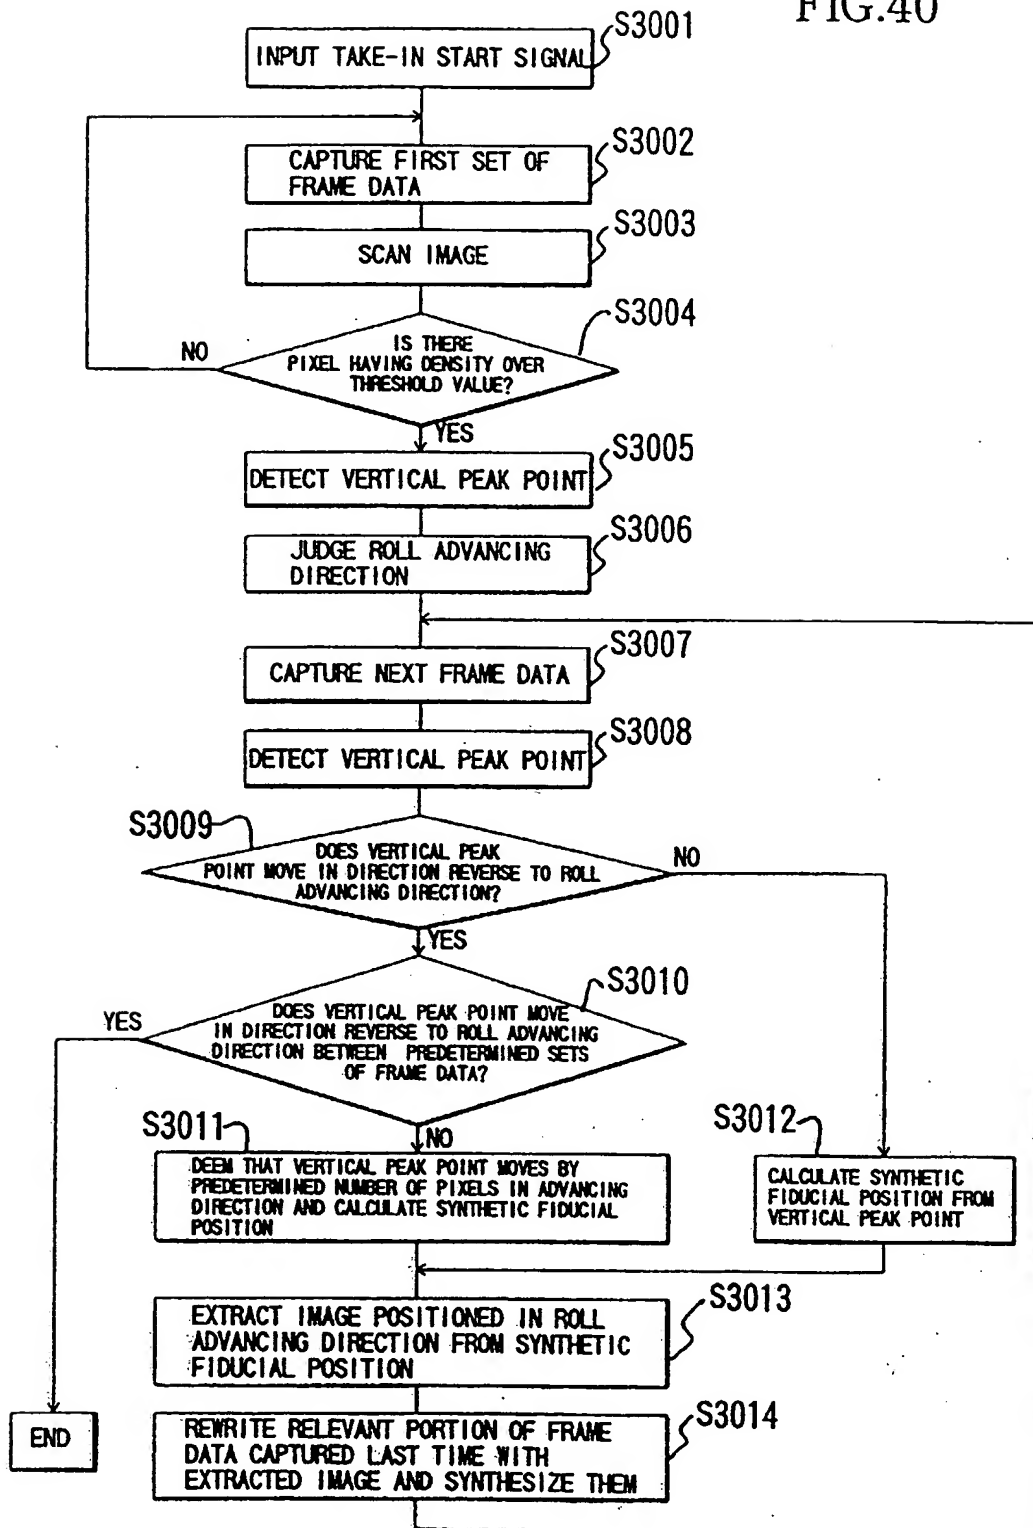 FIG.40
S3001
INPUT TAKE-IN START SIGNAL
S3002
CAPTURE FIRST SET OF
FRAME DATA
S3003
SCAN IMAGE
S3004
IS THERE
PIXEL HAVING DENSITY OVER
THRESHOLD VALUE?
NO
YES
S3005
DETECT VERTICAL PEAK POINT
S3006
JUDGE ROLL ADVANCING
DIRECTION
S3007
CAPTURE NEXT FRAME DATA
S3008
DETECT VERTICAL PEAK POINT
S3009
DOES VERTICAL PEAK
POINT MOVE IN DIRECTION REVERSE TO ROLL
ADVANCING DIRECTION?
NO
YES
S3010
DOES VERTICAL PEAK POINT MOVE
IN DIRECTION REVERSE TO ROLL ADVANCING
DIRECTION BETWEEN PREDETERMINED SETS
OF FRAME DATA?
YES
NO
S3011
DEEM THAT VERTICAL PEAK POINT MOVES BY
PREDETERMINED NUMBER OF PIXELS IN ADVANCING
DIRECTION AND CALCULATE SYNTHETIC FIDUCIAL
POSITION
S3012
CALCULATE SYNTHETIC
FIDUCIAL POSITION FROM
VERTICAL PEAK POINT
S3013
EXTRACT IMAGE POSITIONED IN ROLL
ADVANCING DIRECTION FROM SYNTHETIC
FIDUCIAL POSITION
S3014
REWRITE RELEVANT PORTION OF FRAME
DATA CAPTURED LAST TIME WITH
EXTRACTED IMAGE AND SYNTHESIZE THEM
END